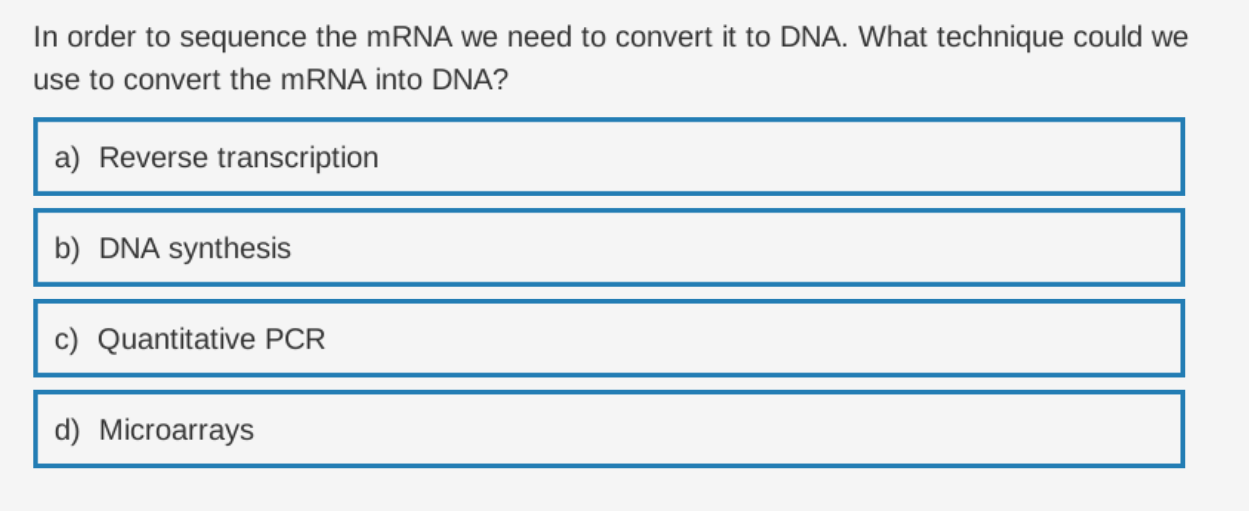 In order to sequence the mRNA we need to convert it to DNA. What technique could we
use to convert the mRNA into DNA?
a) Reverse transcription
b) DNA synthesis
c) Quantitative PCR
d) Microarrays